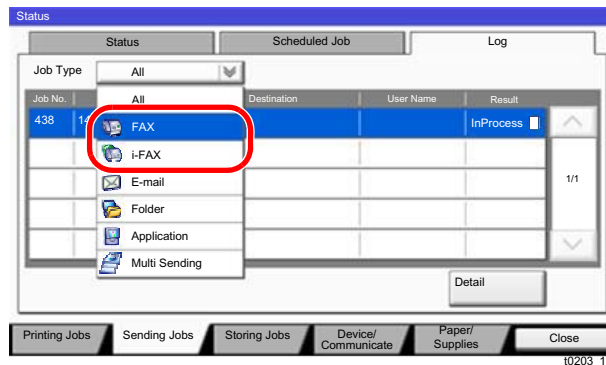 Status
Status Scheduled Job Log
Job Type All
Job No. Destination User Name Result
438 14 InProcess
All
FAX
i-FAX
E-mail
Folder
Application
Multi Sending
1/1
Detail
Printing Jobs Sending Jobs Storing Jobs Device/ Communicate Paper/ Supplies Close
t0203_1